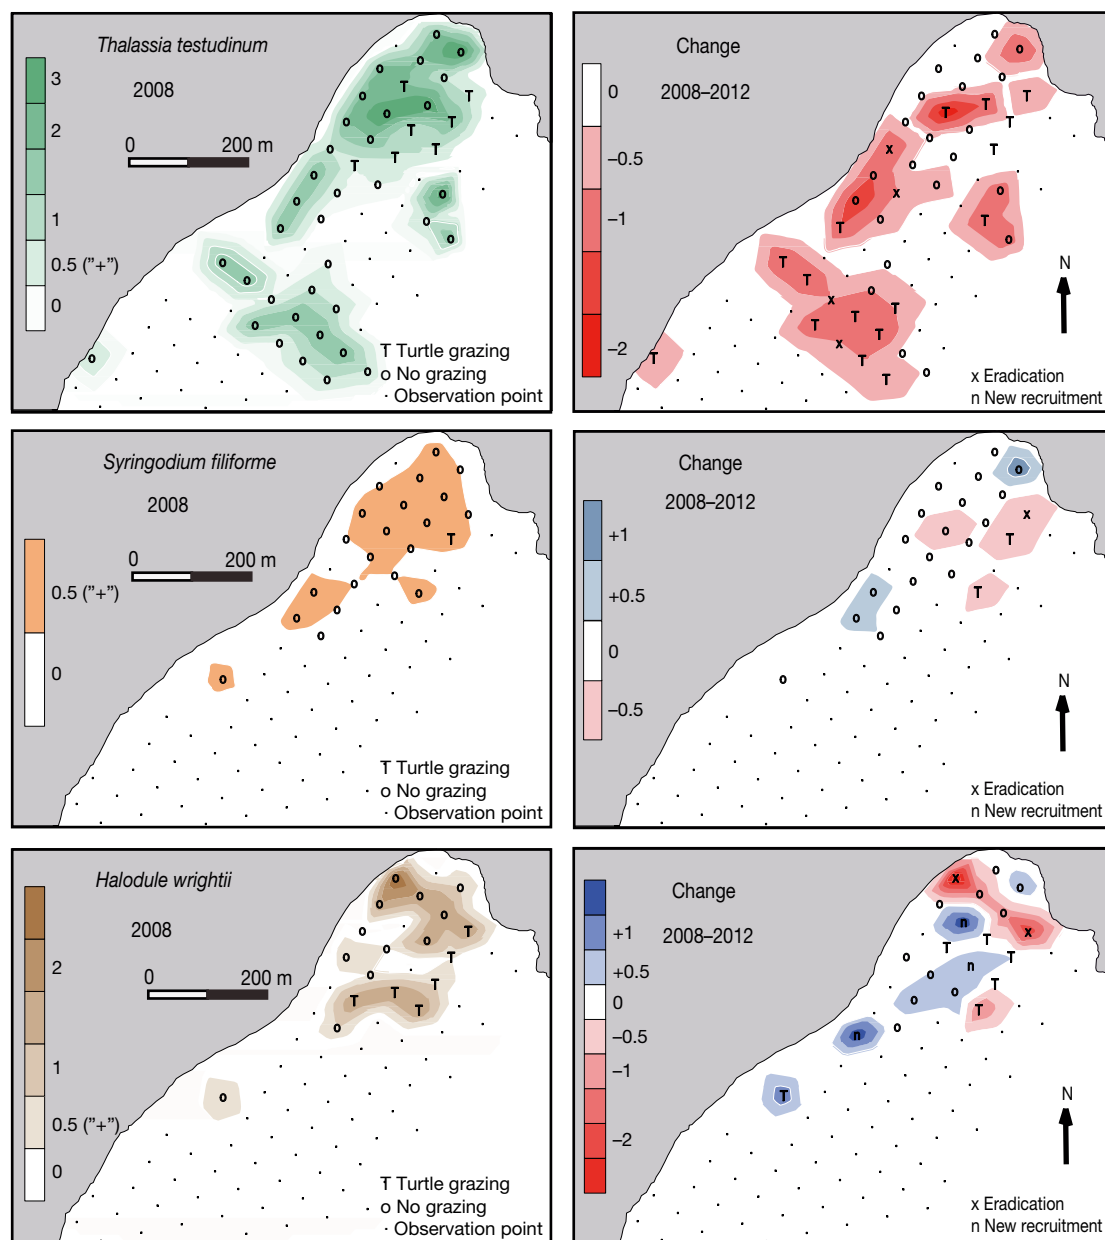 Thalassia testudinum
2008
0 200 m
3
2
1
0.5 ("+")
0
T Turtle grazing
o No grazing
· Observation point
Change
2008–2012
0
–0.5
–1
–2
N
x Eradication
n New recruitment
Syringodium filiforme
2008
0 200 m
0.5 ("+")
0
T Turtle grazing
o No grazing
· Observation point
Change
2008–2012
+1
+0.5
0
–0.5
N
x Eradication
n New recruitment
Halodule wrightii
2008
0 200 m
2
1
0.5 ("+")
0
T Turtle grazing
o No grazing
· Observation point
Change
2008–2012
+1
+0.5
0
–0.5
–1
–2
N
x Eradication
n New recruitment